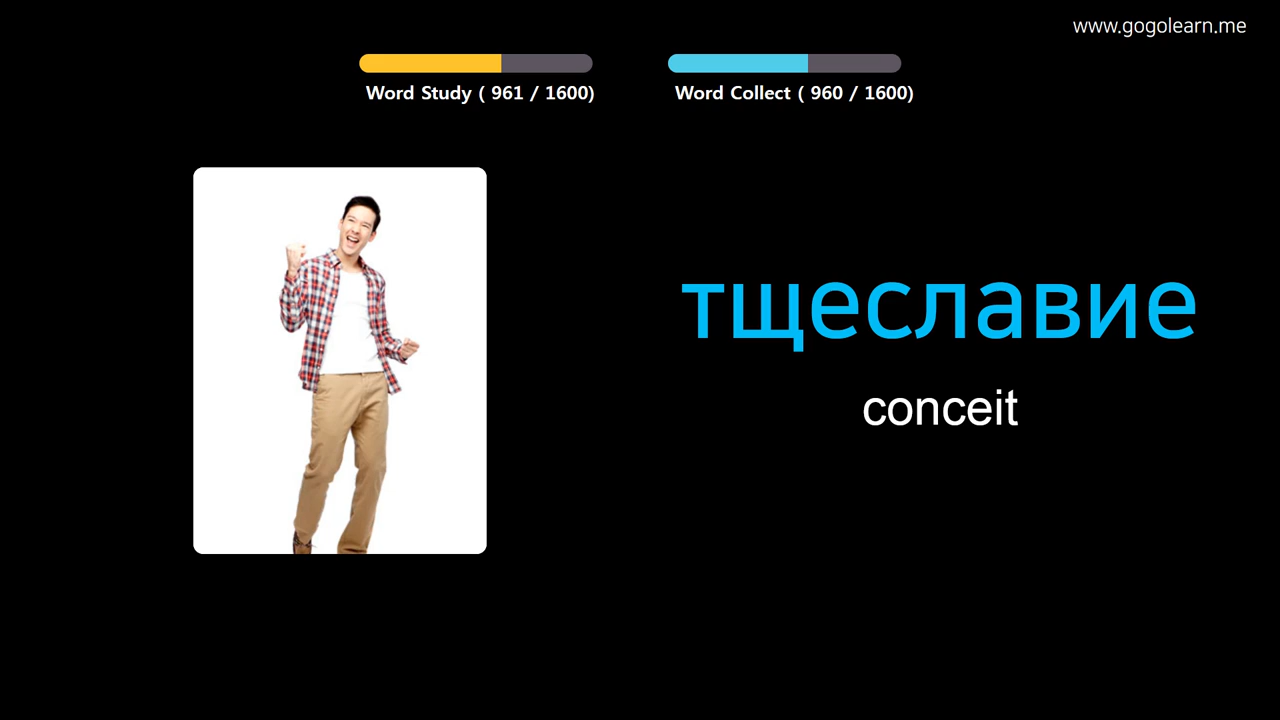 www.gogolearn.me
Word Study ( 961 / 1600)
Word Collect ( 960 / 1600)
тщеславие
conceit